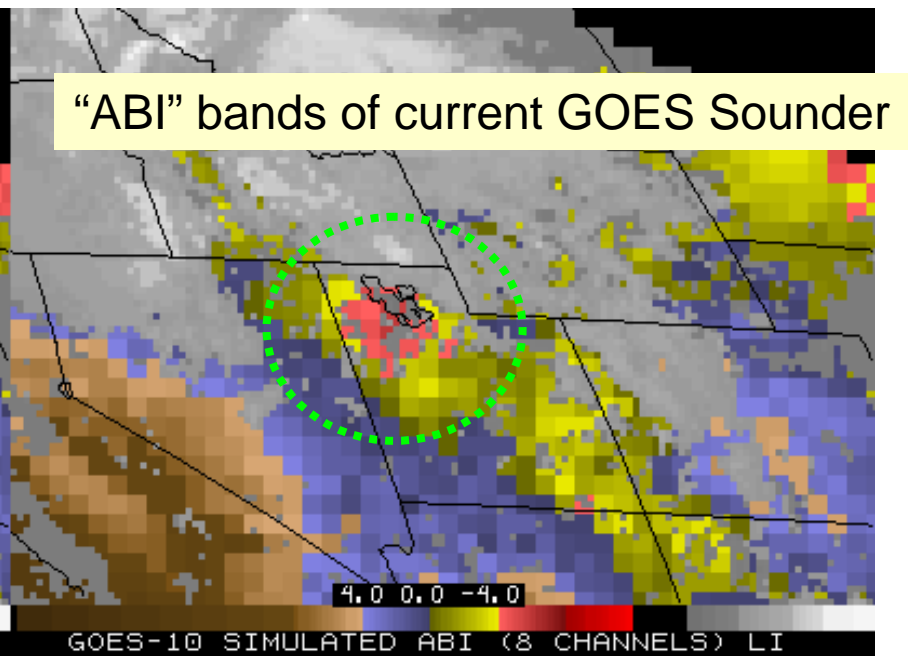 “ABI” bands of current GOES Sounder
4.0 0.0 -4.0
GOES-10 SIMULATED ABI (8 CHANNELS) LI